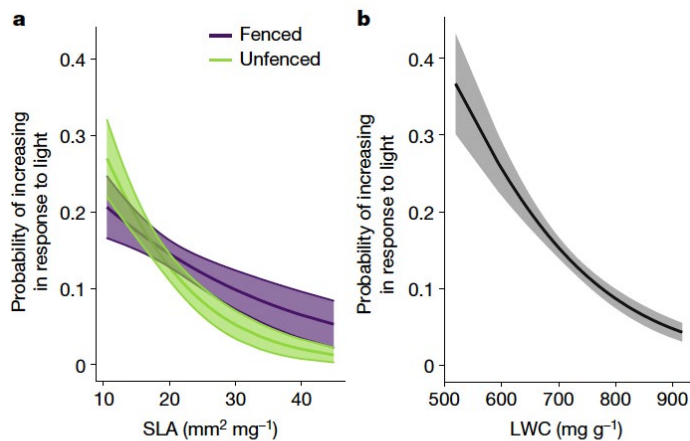 a
Fenced
Unfenced
Probability of increasing
in response to light
0.4
0.3
0.2
0.1
0
10 20 30 40
SLA (mm² mg⁻¹)
b
Probability of increasing
in response to light
0.4
0.3
0.2
0.1
0
500 600 700 800 900
LWC (mg g⁻¹)